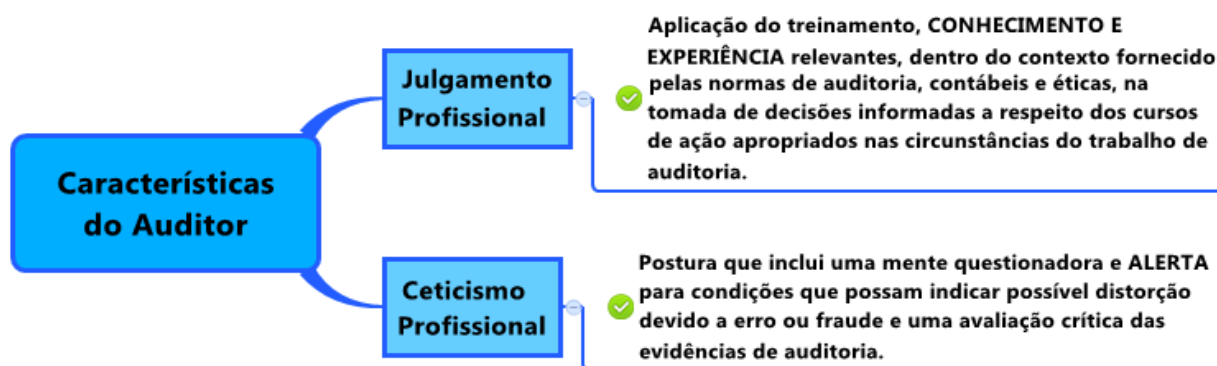 Características
do Auditor
Julgamento
Profissional
Aplicação do treinamento, CONHECIMENTO E
EXPERIÊNCIA relevantes, dentro do contexto fornecido
pelas normas de auditoria, contábeis e éticas, na
tomada de decisões informadas a respeito dos cursos
de ação apropriados nas circunstâncias do trabalho de
auditoria.
Ceticismo
Profissional
Postura que inclui uma mente questionadora e ALERTA
para condições que possam indicar possível distorção
devido a erro ou fraude e uma avaliação crítica das
evidências de auditoria.